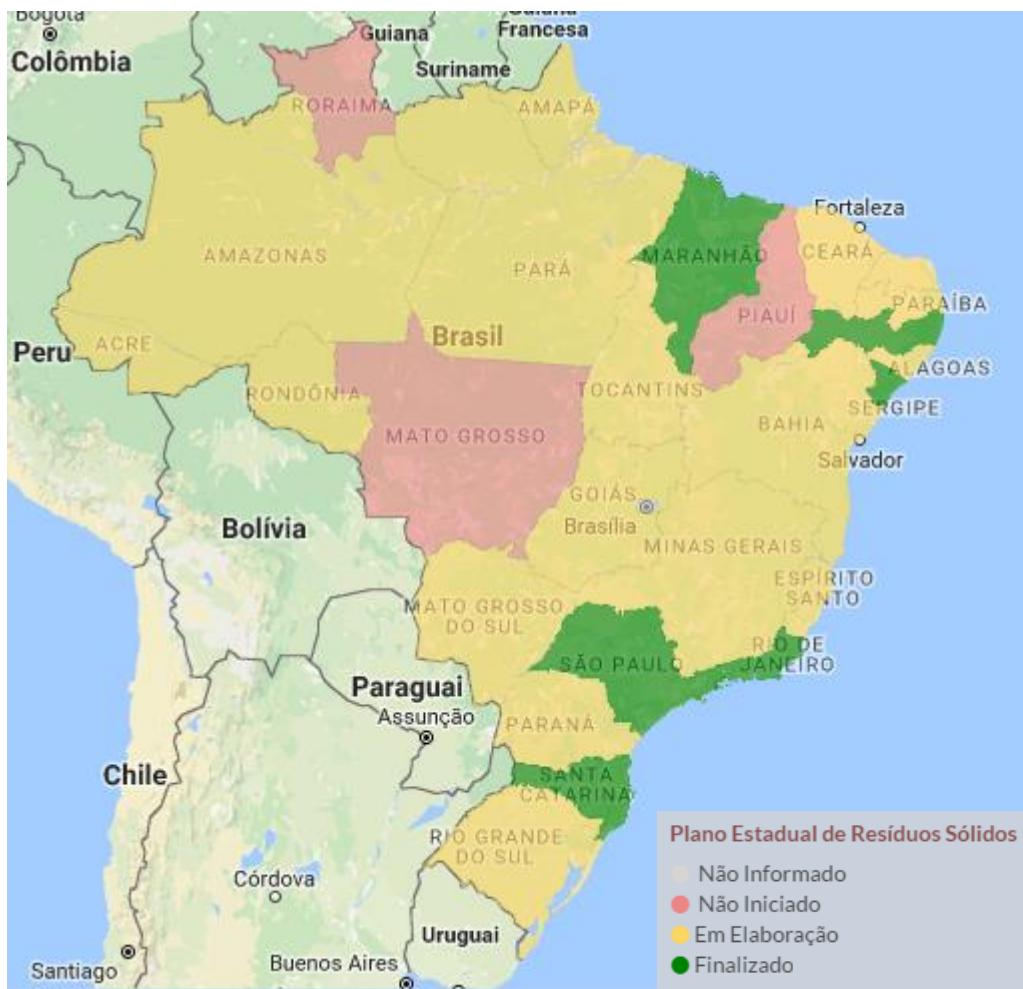 Bogotá
Colômbia
Guiana
Guiana
Francesa
Suriname
RORAIMA
AMAPÁ
Fortaleza
AMAZONAS
PARÁ
MARANHÃO
CEARÁ
PARAÍBA
PIAUÍ
Peru
ACRE
Brasil
ALAGOAS
RONDÔNIA
TOCANTINS
SERGIPE
MATO GROSSO
BAHIA
Salvador
GOIÁS
Brasília
Bolívia
MINAS GERAIS
ESPÍRITO
SANTO
MATO GROSSO
DO SUL
RIO DE
JANEIRO
SÃO PAULO
Paraguai
Assunção
PARANÁ
Chile
SANTA
CATARINA
RIO GRANDE
DO SUL
Córdova
Uruguai
Santiago
Buenos Aires
Plano Estadual de Resíduos Sólidos
Não Informado
Não Iniciado
Em Elaboração
Finalizado